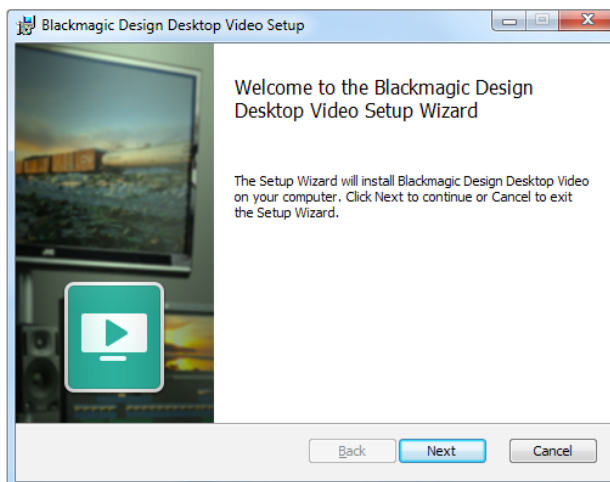 Blackmagic Design Desktop Video Setup
Welcome to the Blackmagic Design
Desktop Video Setup Wizard
The Setup Wizard will install Blackmagic Design Desktop Video
on your computer. Click Next to continue or Cancel to exit
the Setup Wizard.
JVC
Back
Next
Cancel